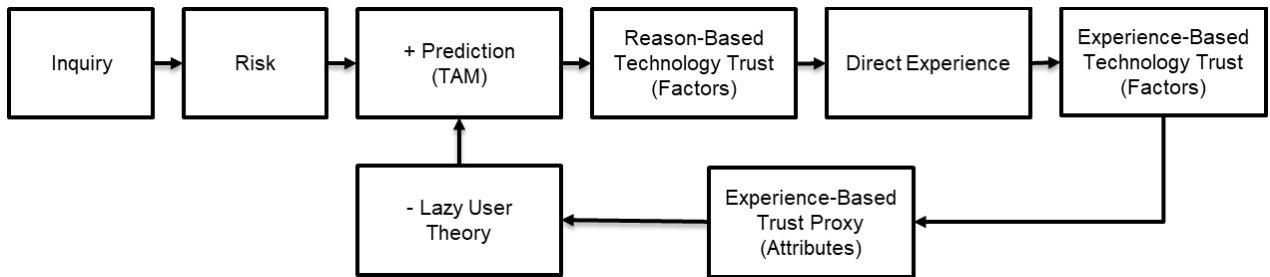 Inquiry
Risk
+ Prediction
(TAM)
Reason-Based
Technology Trust
(Factors)
Direct Experience
Experience-Based
Technology Trust
(Factors)
- Lazy User
Theory
Experience-Based
Trust Proxy
(Attributes)